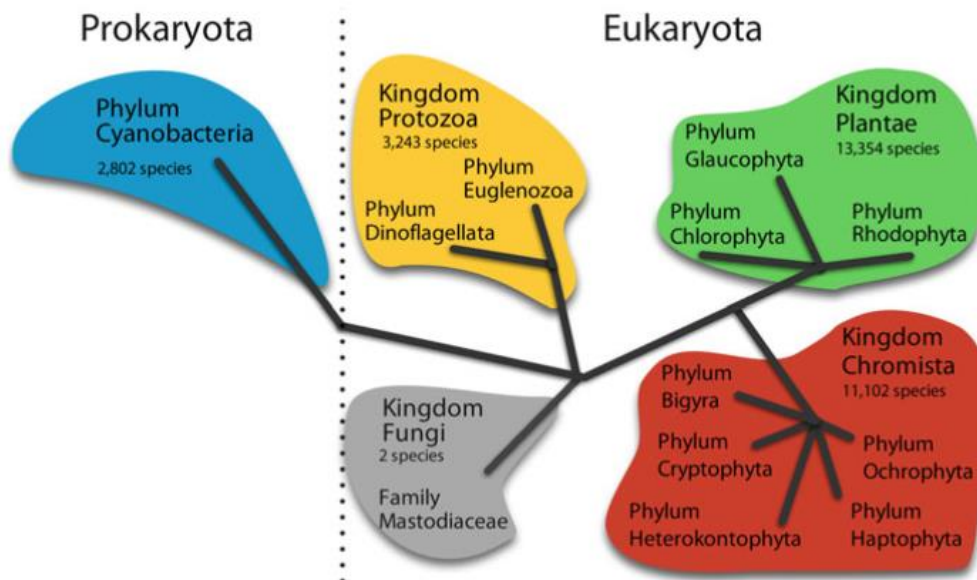 Prokaryota
Eukaryota
Phylum
Cyanobacteria
2,802 species
Kingdom
Protozoa
3,243 species
Phylum
Euglenozoa
Phylum
Dinoflagellata
Kingdom
Plantae
13,354 species
Phylum
Glaucophyta
Phylum
Chlorophyta
Phylum
Rhodophyta
Kingdom
Fungi
2 species
Family
Mastodiaceae
Kingdom
Chromista
11,102 species
Phylum
Bigyra
Phylum
Cryptophyta
Phylum
Ochrophyta
Phylum
Heterokontophyta
Phylum
Haptophyta